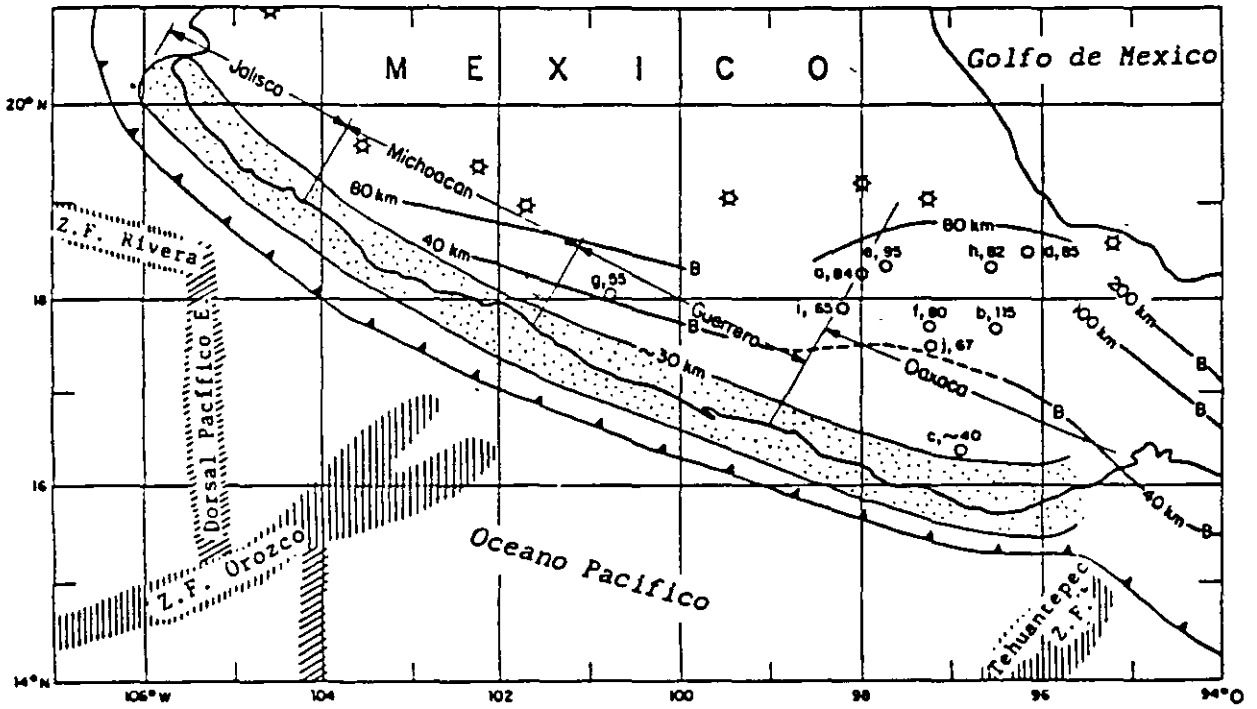 M E X I C O
Golfo de Mexico
Jalisco
20° N
Michoacan
80 km
80 km
Z.F. Rivera
40 km
B
g, 55
e, 95
h, 82
d, 85
a, 84
18
i, 65
f, 80
b, 115
200 km
100 km
Guerrero
B
B
j, 67
~30 km
Oaxaca
B
B
Dorsal Pacífico E.
c, ~40
16
40 km
B
Z.F. Orozco
Oceano Pacifico
Tehuantepec
Z.F.
14° N
106° W
104
102
100
98
96
94° O